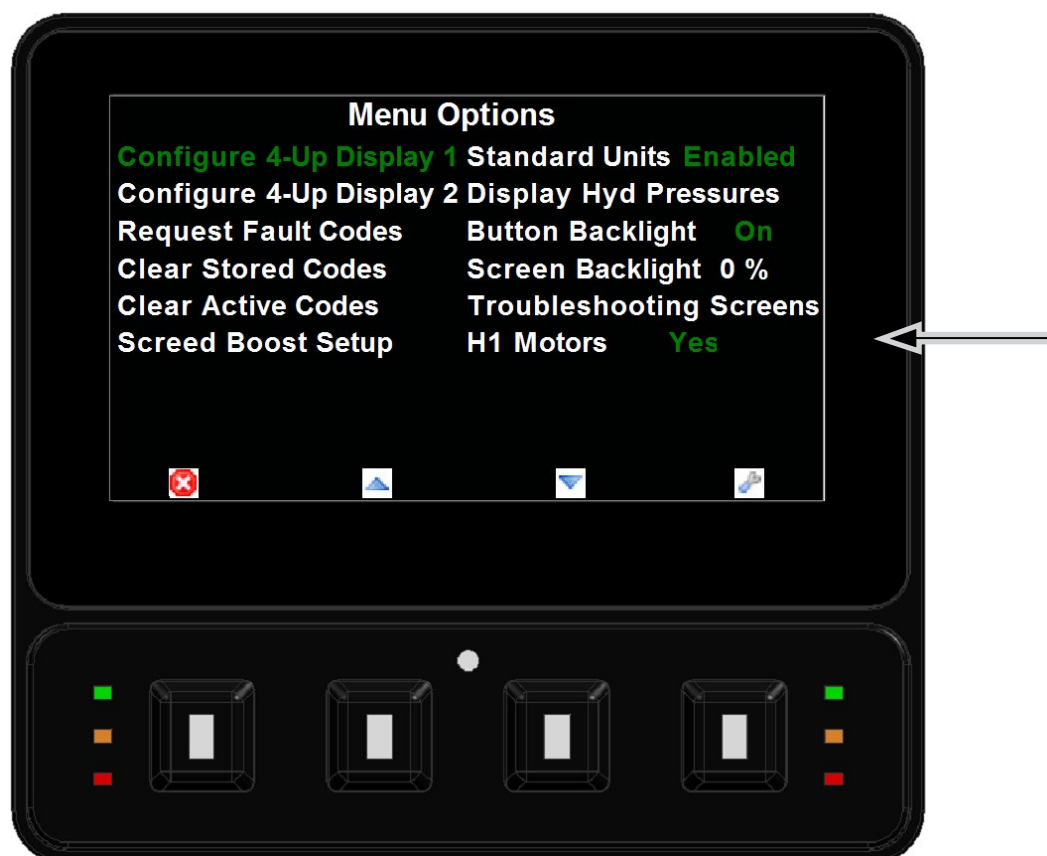 Menu Options
Configure 4-Up Display 1 Standard Units Enabled
Configure 4-Up Display 2 Display Hyd Pressures
Request Fault Codes Button Backlight On
Clear Stored Codes Screen Backlight 0 %
Clear Active Codes Troubleshooting Screens
Screed Boost Setup H1 Motors Yes